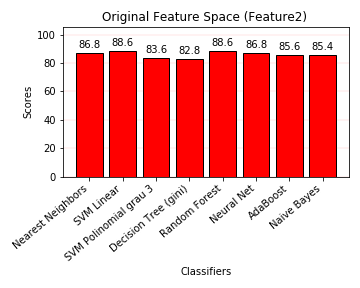 Original Feature Space (Feature2)
100
80
60
40
20
0
Scores
86.8
88.6
83.6
82.8
88.6
86.8
85.6
85.4
Nearest Neighbors
SVM Linear
SVM Polinomial grau 3
Decision Tree (gini)
Random Forest
Neural Net
AdaBoost
Naive Bayes
Classifiers